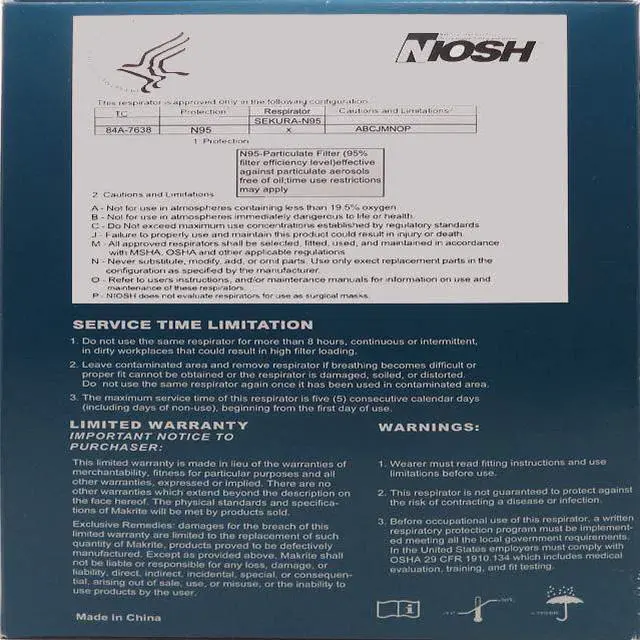 NIOSH
This respirator is approved only in the following configuration
TC Protection Respirator Cautions and Limitations
SEKURA-N95
84A-7638 N95 x ABCJMNOP
1 Protection
N95-Particulate Filter (95%
filter efficiency level)effective
against particulate aerosols
free of oil;time use restrictions
may apply
2 Cautions and Limitations
A - Not for use in atmospheres containing less than 19.5% oxygen
B - Not for use in atmospheres immediately dangerous to life or health.
C - Do Not exceed maximum use concentrations established by regulatory standards
J - Failure to properly use and maintain this product could result in injury or death.
M - All approved respirators shall be selected, fitted, used, and maintained in accordance
with MSHA, OSHA and other applicable regulations
N - Never substitute, modify, add, or omit parts. Use only exect replacement parts in the
configuration as specified by the manufacturer.
O - Refer to users instructions, and/or maintenance manuals for information on use and
maintenance of these respirators.
P - NIOSH does not evaluate respirators for use as surgical masks.
SERVICE TIME LIMITATION
1. Do not use the same respirator for more than 8 hours, continuous or intermittent,
in dirty workplaces that could result in high filter loading.
2. Leave contaminated area and remove respirator if breathing becomes difficult or
proper fit cannot be obtained or the respirator is damaged, soiled, or distorted.
Do not use the same respirator again once it has been used in contaminated area.
3. The maximum service time of this respirator is five (5) consecutive calendar days
(including days of non-use), beginning from the first day of use.
LIMITED WARRANTY
IMPORTANT NOTICE TO
PURCHASER:
This limited warranty is made in lieu of the warranties of
merchantability, fitness for particular purposes and all
other warranties, expressed or implied. There are no
other warranties which extend beyond the description on
the face hereof. The physical standards and specifica-
tions of Makrite will be met by products sold.
Exclusive Remedies: damages for the breach of this
limited warranty are limited to the replacement of such
quantity of Makrite, products proved to be defectively
manufactured. Except as provided above, Makrite shall
not be liable or responsible for any loss, damage, or
liability, direct, indirect, incidental, special, or consequen-
tial, arising out of sale, use, or misuse, or the inability to
use products by the user.
Made in China
WARNINGS:
1. Wearer must read fitting instructions and use
limitations before use.
2. This respirator is not guaranteed to protect against
the risk of contracting a disease or infection.
3. Before occupational use of this respirator, a written
respiratory protection program must be implement-
ed meeting all the local government requirements.
In the United States employers must comply with
OSHA 29 CFR 1910.134 which includes medical
evaluation, training, and fit testing.